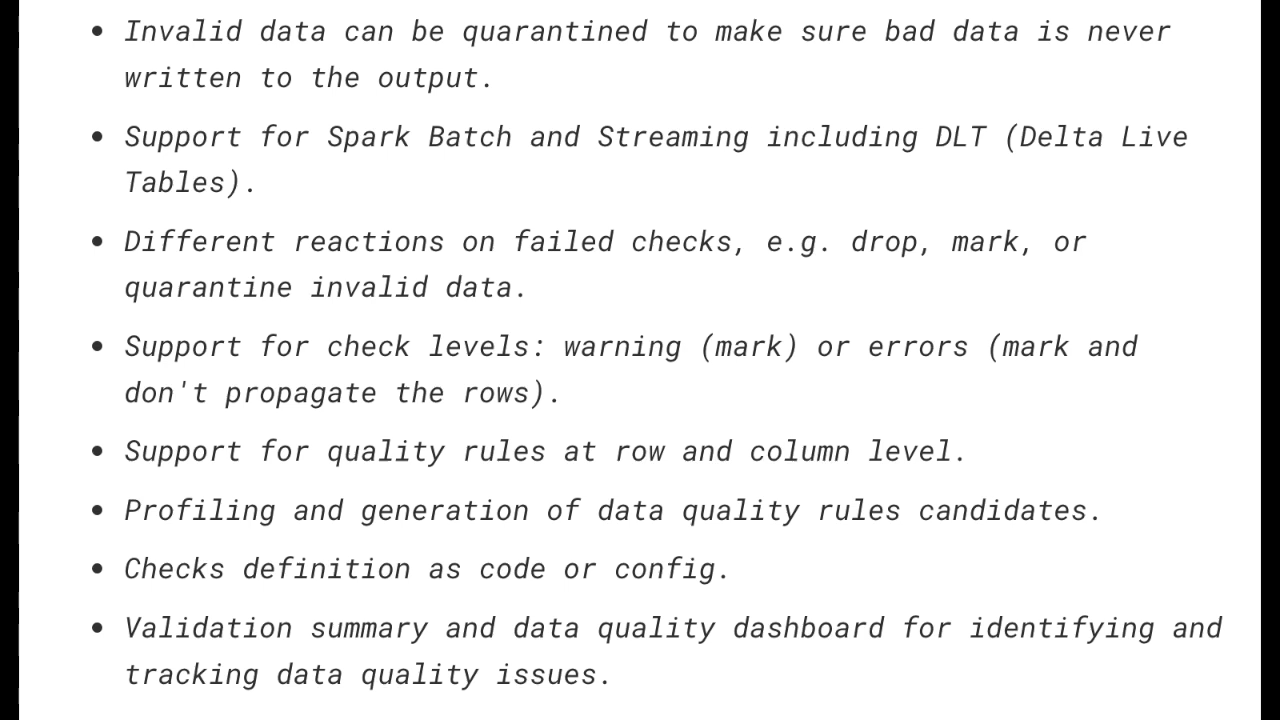 • Invalid data can be quarantined to make sure bad data is never
written to the output.
• Support for Spark Batch and Streaming including DLT (Delta Live
Tables).
• Different reactions on failed checks, e.g. drop, mark, or
quarantine invalid data.
• Support for check levels: warning (mark) or errors (mark and
don't propagate the rows).
• Support for quality rules at row and column level.
• Profiling and generation of data quality rules candidates.
• Checks definition as code or config.
• Validation summary and data quality dashboard for identifying and
tracking data quality issues.